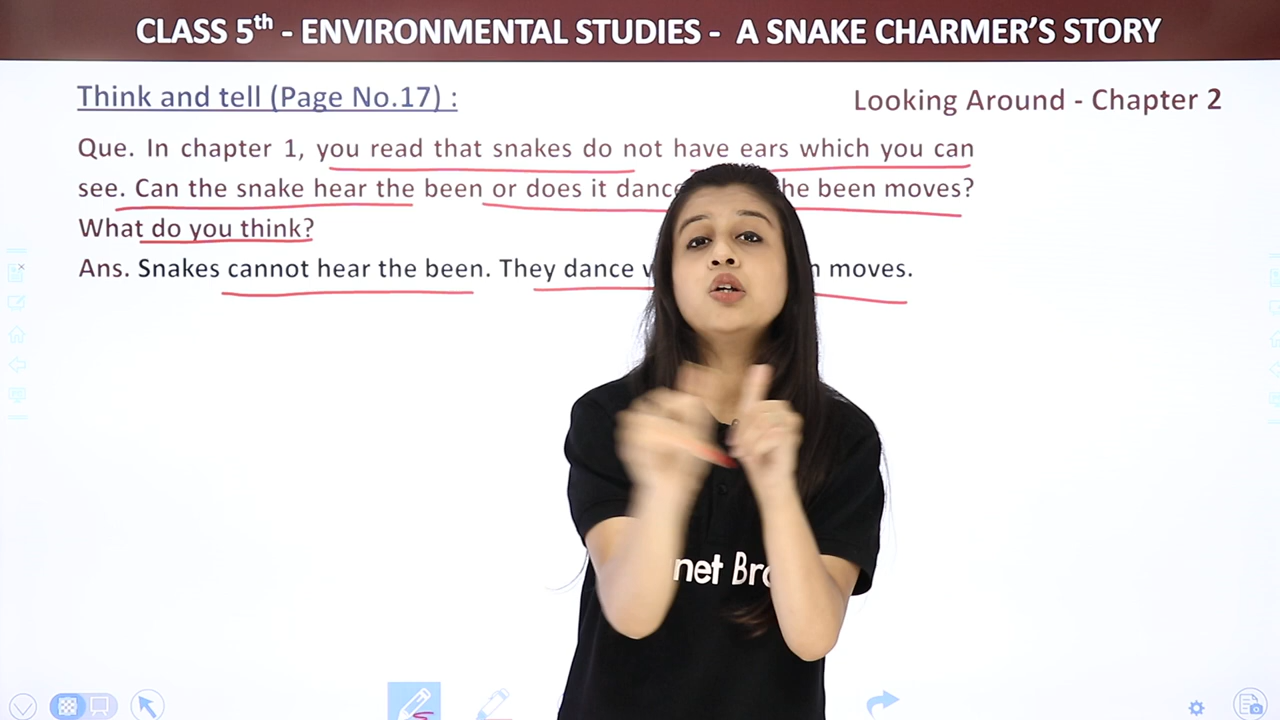 CLASS 5th - ENVIRONMENTAL STUDIES - A SNAKE CHARMER'S STORY
Think and tell (Page No.17) :
Looking Around - Chapter 2
Que. In chapter 1, you read that snakes do not have ears which you can
see. Can the snake hear the been or does it dance he been moves?
What do you think?
Ans. Snakes cannot hear the been. They dance moves.
net Br